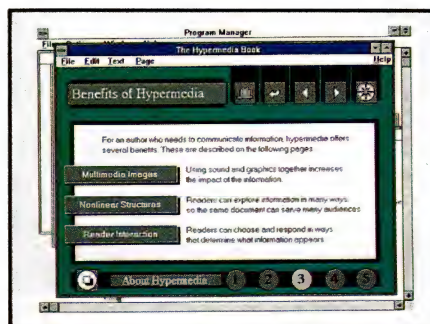 Program Manager
The Hypermedia Book
File Edit Text Page Help
Benefits of Hypermedia
For an author who needs to communicate information, hypermedia offers
several benefits. These are described on the following pages.
Multimedia Images
Using sound and graphics together increases
the impact of the information.
Nonlinear Structures
Readers can explore information in many ways
so the same document can serve many audiences.
Reader Interaction
Readers can choose and respond in ways
that determine what information appears.
About Hypermedia 1 2 3 4 5